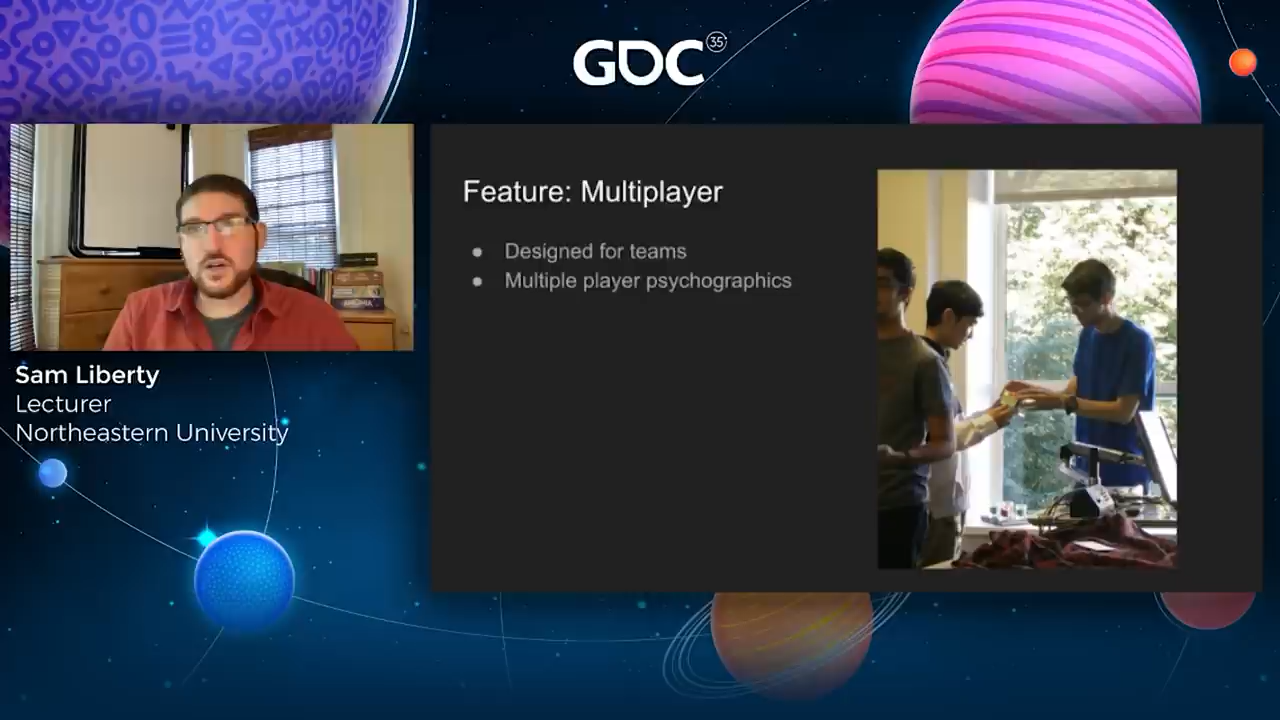 GDC 35
Sam Liberty
Lecturer
Northeastern University
Feature: Multiplayer
● Designed for teams
● Multiple player psychographics